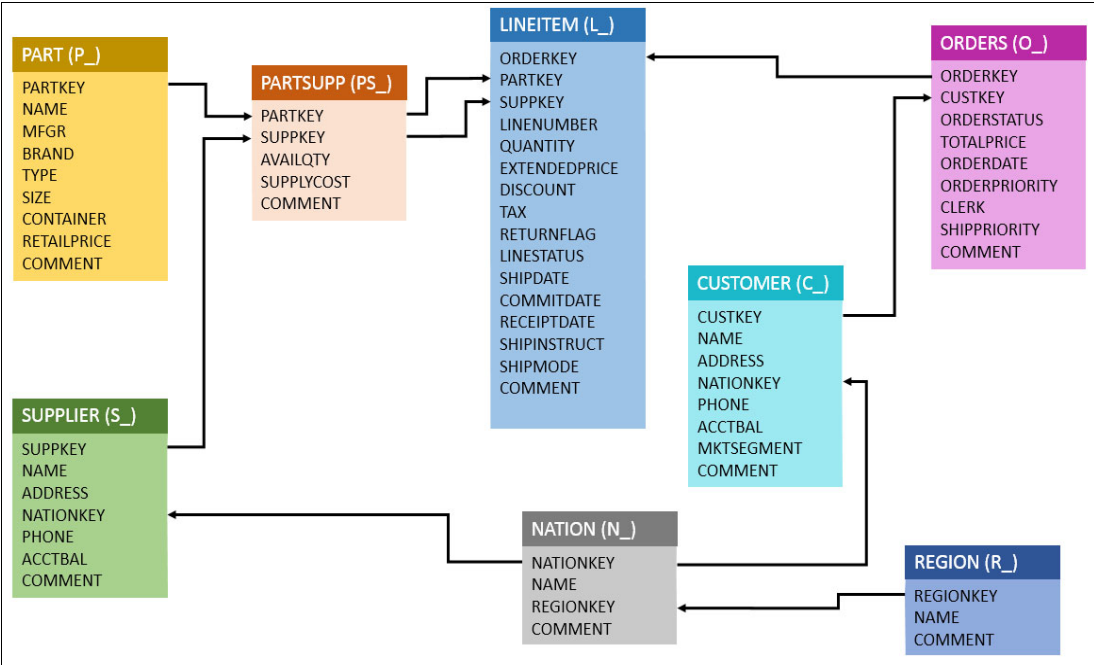 PART (P_)
PARTKEY
NAME
MFGR
BRAND
TYPE
SIZE
CONTAINER
RETAILPRICE
COMMENT
PARTSUPP (PS_)
PARTKEY
SUPPKEY
AVAILQTY
SUPPLYCOST
COMMENT
LINEITEM (L_)
ORDERKEY
PARTKEY
SUPPKEY
LINENUMBER
QUANTITY
EXTENDEDPRICE
DISCOUNT
TAX
RETURNFLAG
LINESTATUS
SHIPDATE
COMMITDATE
RECEIPTDATE
SHIPINSTRUCT
SHIPMODE
COMMENT
ORDERS (O_)
ORDERKEY
CUSTKEY
ORDERSTATUS
TOTALPRICE
ORDERDATE
ORDERPRIORITY
CLERK
SHIPPRIORITY
COMMENT
CUSTOMER (C_)
CUSTKEY
NAME
ADDRESS
NATIONKEY
PHONE
ACCTBAL
MKTSEGMENT
COMMENT
SUPPLIER (S_)
SUPPKEY
NAME
ADDRESS
NATIONKEY
PHONE
ACCTBAL
COMMENT
NATION (N_)
NATIONKEY
NAME
REGIONKEY
COMMENT
REGION (R_)
REGIONKEY
NAME
COMMENT